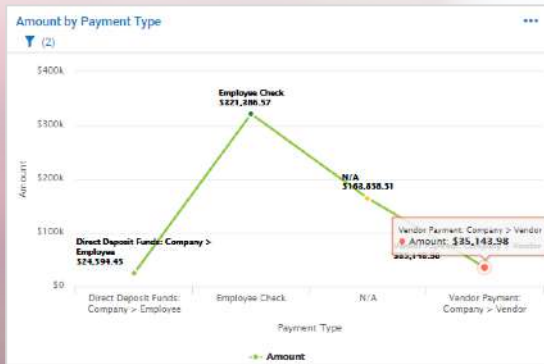 Amount by Payment Type
(2)
$400k
$300k
$200k
$100k
$0
Amount
Employee Check
$321,286.57
N/A
$163,858.51
Direct Deposit Funds: Company >
Employee
$24,594.45
Vendor Payment: Company > Vendor
Amount: $35,143.98
Direct Deposit Funds:
Company > Employee
Employee Check
N/A
Vendor Payment:
Company > Vendor
Payment Type
Amount